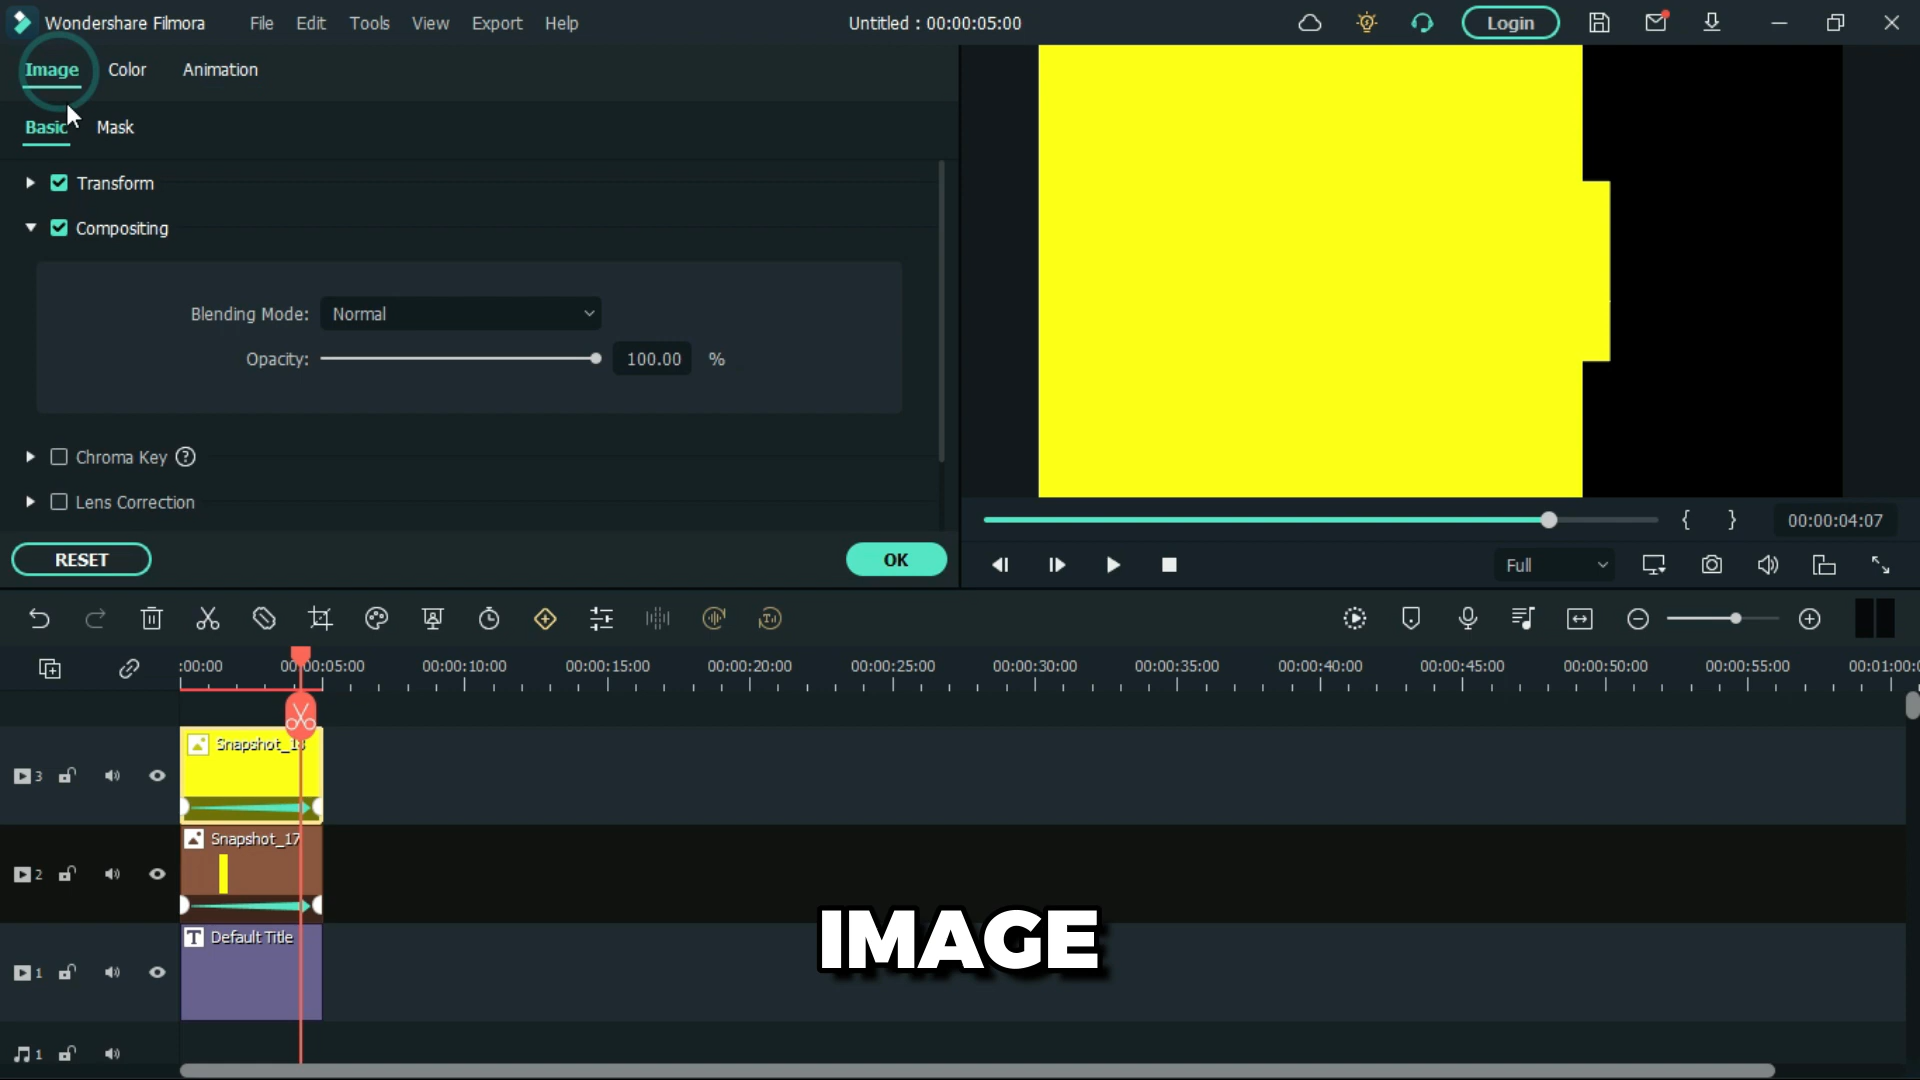 Wondershare Filmora File Edit Tools View Export Help Untitled : 00:00:05:00 Login
Image Color Animation
Basic Mask
Transform
Compositing
Blending Mode: Normal
Opacity: 100.00 %
Chroma Key ?
Lens Correction
RESET OK
{ } 00:00:04:07
Full
:00:00 00:00:05:00 00:00:10:00 00:00:15:00 00:00:20:00 00:00:25:00 00:00:30:00 00:00:35:00 00:00:40:00 00:00:45:00 00:00:50:00 00:00:55:00 00:01:00:0
Snapshot_18
3
Snapshot_17
2
Default Title
1
1
IMAGE